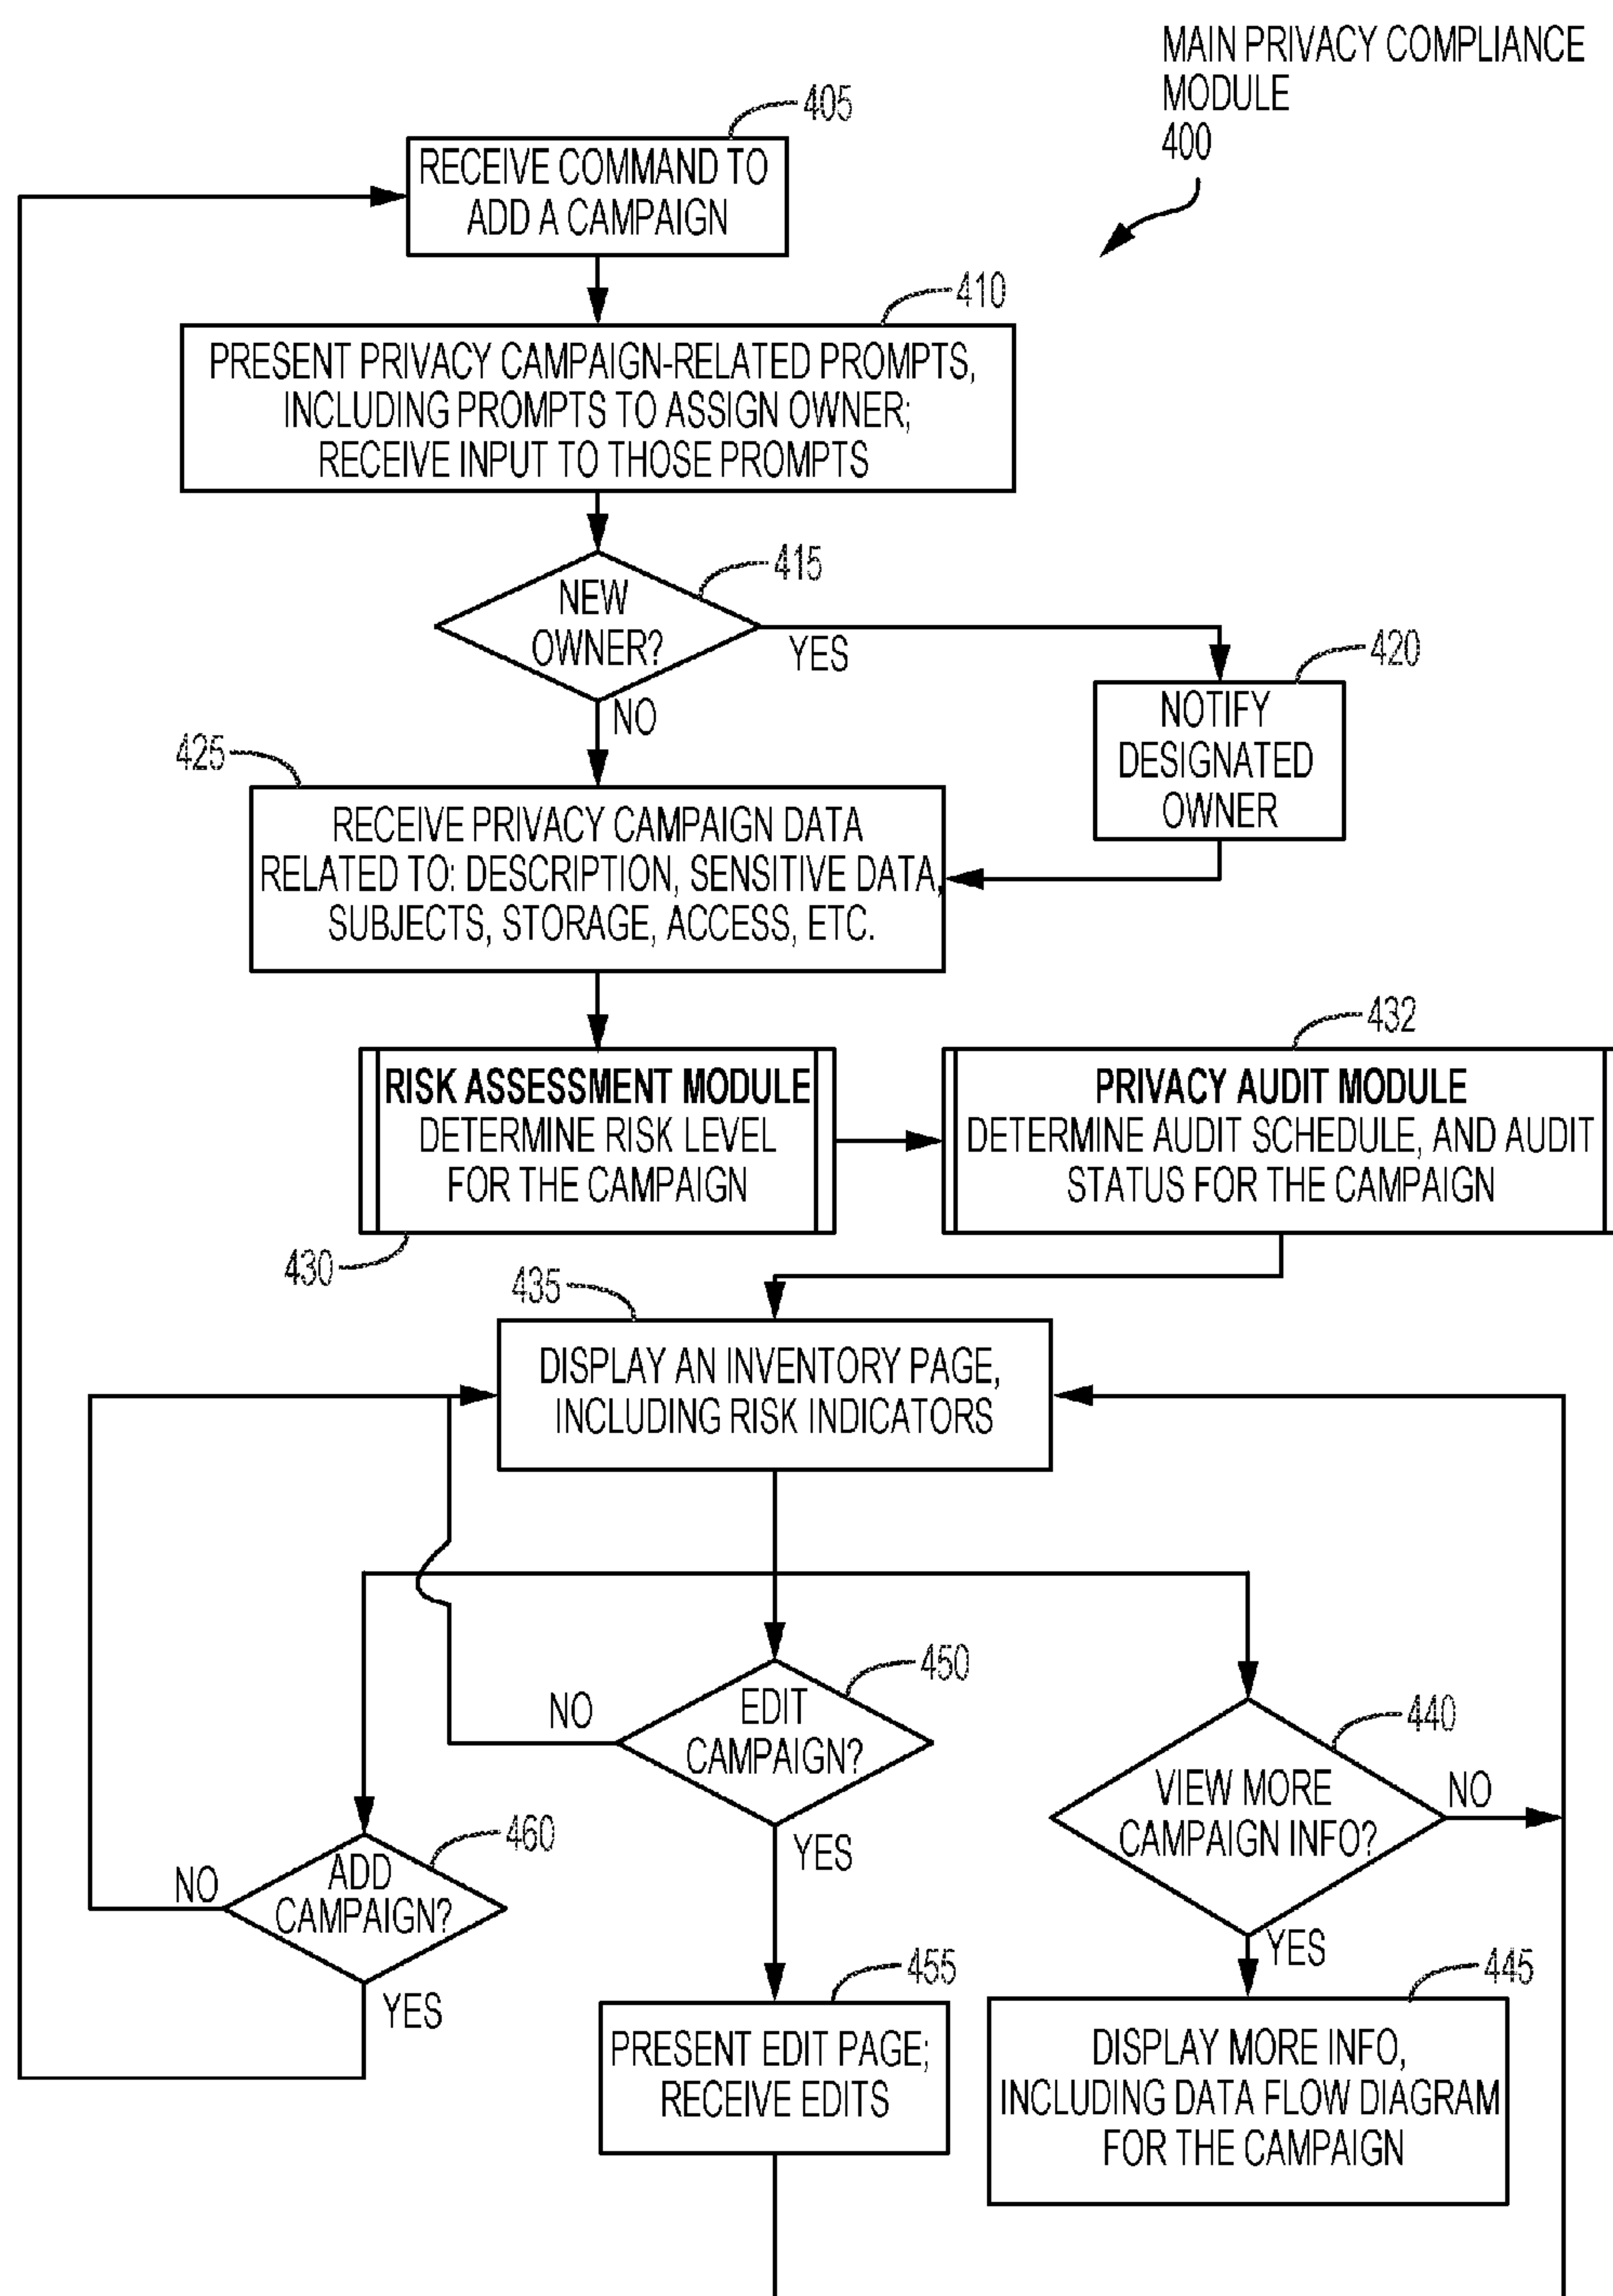 MAIN PRIVACY COMPLIANCE
MODULE
400
405
RECEIVE COMMAND TO
ADD A CAMPAIGN
410
PRESENT PRIVACY CAMPAIGN-RELATED PROMPTS,
INCLUDING PROMPTS TO ASSIGN OWNER;
RECEIVE INPUT TO THOSE PROMPTS
415
NEW
OWNER?
YES
NO
420
NOTIFY
DESIGNATED
OWNER
425
RECEIVE PRIVACY CAMPAIGN DATA
RELATED TO: DESCRIPTION, SENSITIVE DATA,
SUBJECTS, STORAGE, ACCESS, ETC.
RISK ASSESSMENT MODULE
DETERMINE RISK LEVEL
FOR THE CAMPAIGN
430
432
PRIVACY AUDIT MODULE
DETERMINE AUDIT SCHEDULE, AND AUDIT
STATUS FOR THE CAMPAIGN
435
DISPLAY AN INVENTORY PAGE,
INCLUDING RISK INDICATORS
450
EDIT
CAMPAIGN?
NO
YES
440
VIEW MORE
CAMPAIGN INFO?
NO
YES
460
ADD
CAMPAIGN?
NO
YES
455
PRESENT EDIT PAGE;
RECEIVE EDITS
445
DISPLAY MORE INFO,
INCLUDING DATA FLOW DIAGRAM
FOR THE CAMPAIGN